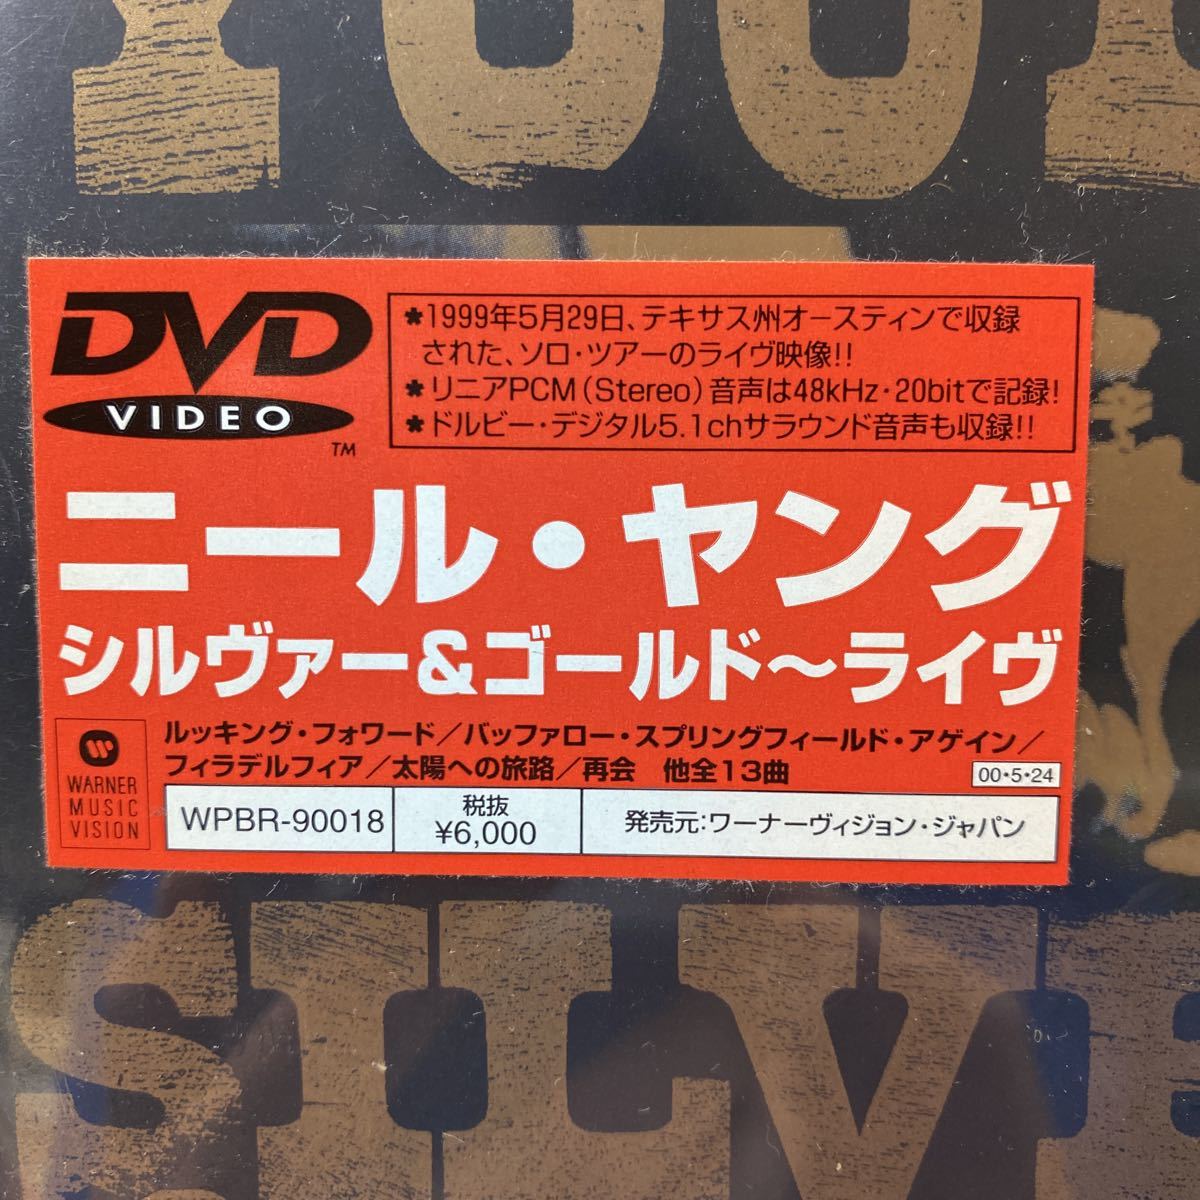 DVD
VIDEO
TM
*1999年5月29日、テキサス州オースティンで収録
された、ソロ・ツアーのライヴ映像!!
*リニアPCM(Stereo)音声は48kHz・20bitで記録!
*ドルビー・デジタル5.1chサラウンド音声も収録!!
ニール・ヤング
シルヴァー&ゴールド〜ライヴ
ルッキング・フォワード/バッファロー・スプリングフィールド・アゲイン/
フィラデルフィア/太陽への旅路/再会 他全13曲
00・5・24
WARNER
MUSIC
VISION
WPBR-90018
税抜
¥6,000
発売元:ワーナーヴィジョン・ジャパン